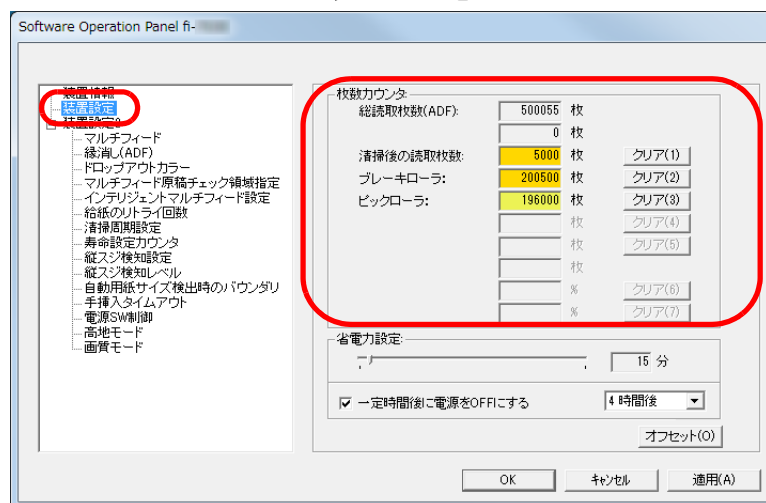 Software Operation Panel fi-
装置情報
装置設定
装置設定2
マルチフィード
縁消し(ADF)
ドロップアウトカラー
マルチフィード原稿チェック領域指定
インテリジェントマルチフィード設定
給紙のリトライ回数
清掃周期設定
寿命設定カウンタ
縦スジ検知設定
縦スジ検知レベル
自動用紙サイズ検出時のバウンダリ
手挿入タイムアウト
電源SW制御
高地モード
画質モード
枚数カウンタ:
総読取枚数(ADF): 500055 枚
0 枚
清掃後の読取枚数: 5000 枚 クリア(1)
ブレーキローラ: 200500 枚 クリア(2)
ピックローラ: 196000 枚 クリア(3)
枚 クリア(4)
枚 クリア(5)
枚
% クリア(6)
% クリア(7)
省電力設定:
15 分
一定時間後に電源をOFFにする 4 時間後
オフセット(O)
OK キャンセル 適用(A)